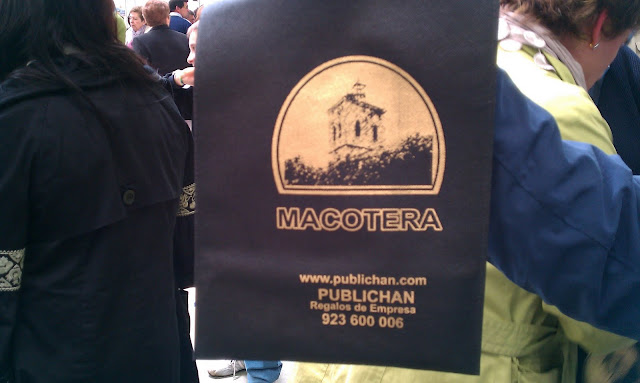 MACOTERA
www.publichan.com
PUBLICHAN
Regalos de Empresa
923 600 006